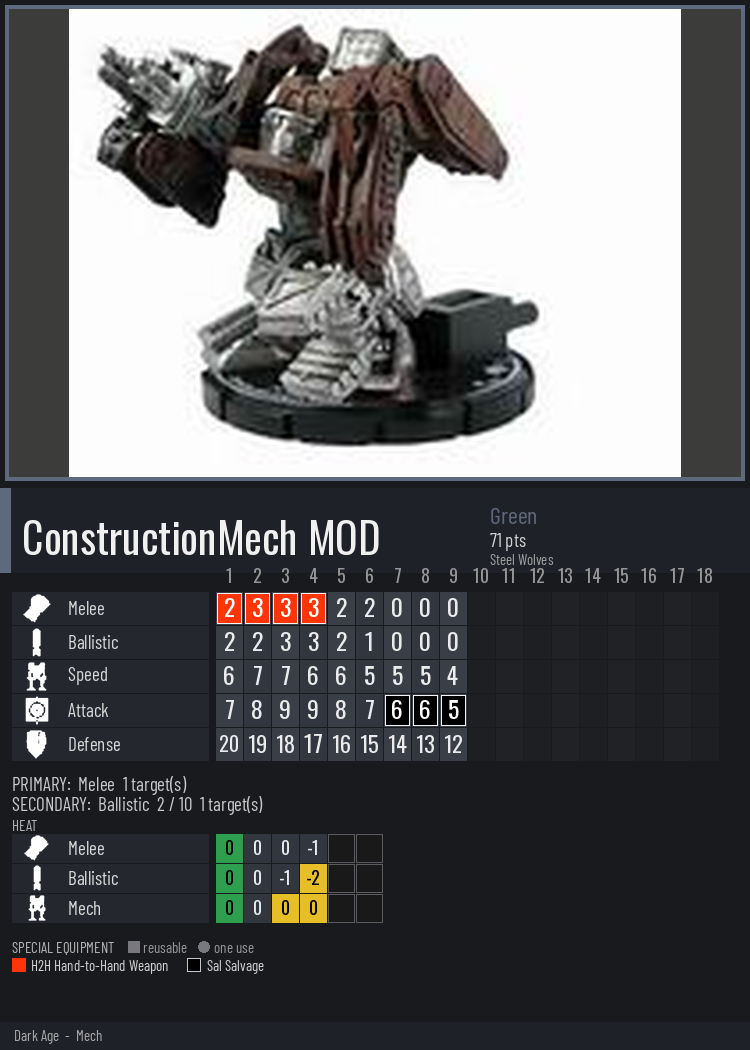 ConstructionMech MOD
Green
71 pts
Steel Wolves
1 2 3 4 5 6 7 8 9 10 11 12 13 14 15 16 17 18
Melee 2 3 3 3 2 2 0 0 0
Ballistic 2 2 3 3 2 1 0 0 0
Speed 6 7 7 6 6 5 5 5 4
Attack 7 8 9 9 8 7 6 6 5
Defense 20 19 18 17 16 15 14 13 12
PRIMARY: Melee 1 target(s)
SECONDARY: Ballistic 2 / 10 1 target(s)
HEAT
Melee 0 0 0 -1
Ballistic 0 0 -1 -2
Mech 0 0 0 0
SPECIAL EQUIPMENT reusable one use
H2H Hand-to-Hand Weapon Sal Salvage
Dark Age - Mech